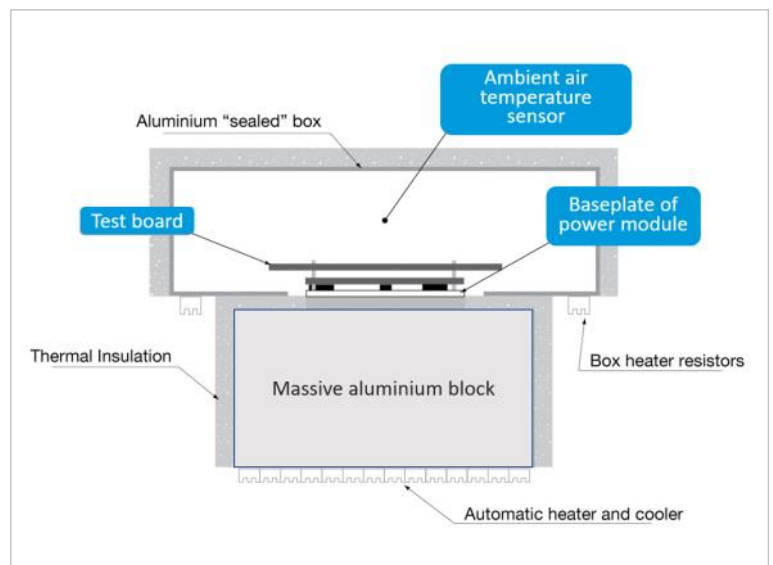 Ambient air
temperature
sensor
Aluminium “sealed” box
Test board
Baseplate of
power module
Thermal Insulation
Box heater resistors
Massive aluminium block
Automatic heater and cooler